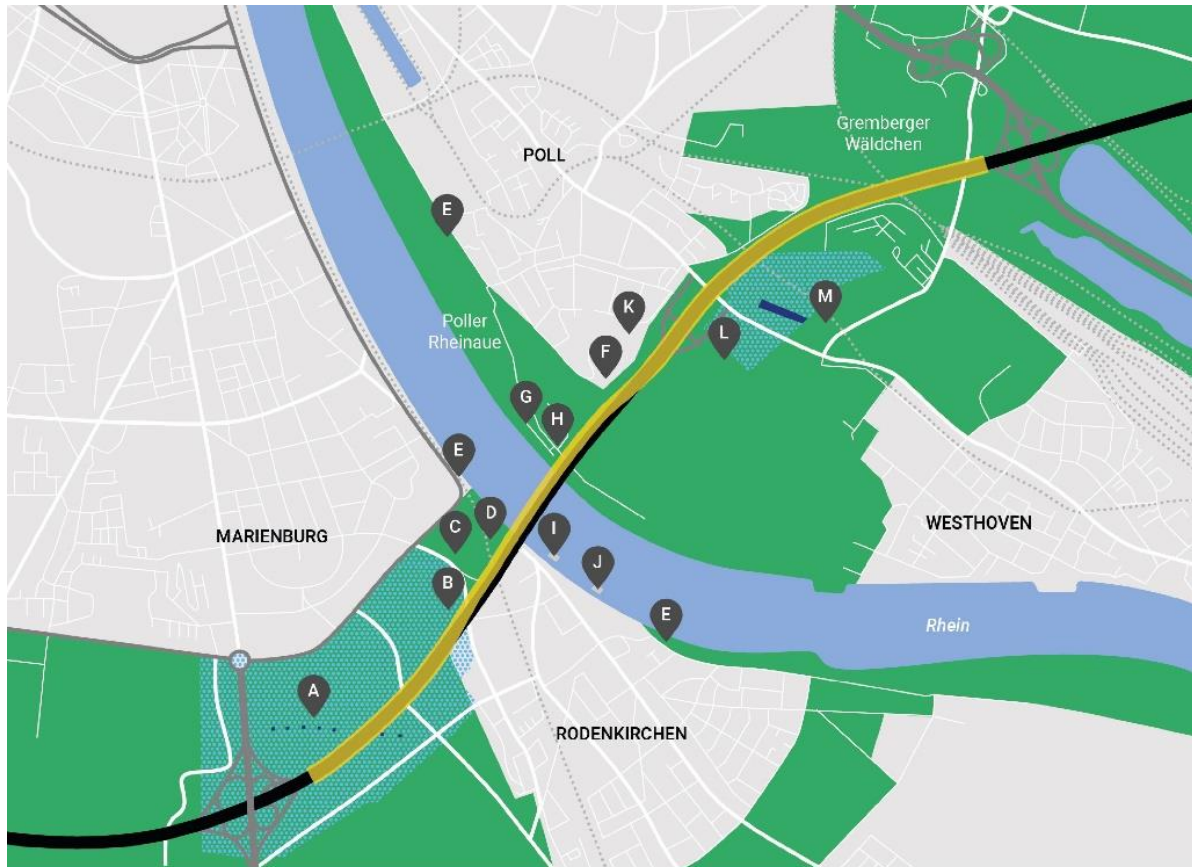 Gremberger
Wäldchen
POLL
E
K
M
Poller
Rheinaue
F
L
G
H
E
D
C
I
MARIENBURG
WESTHOVEN
J
B
E
Rhein
A
RODENKIRCHEN